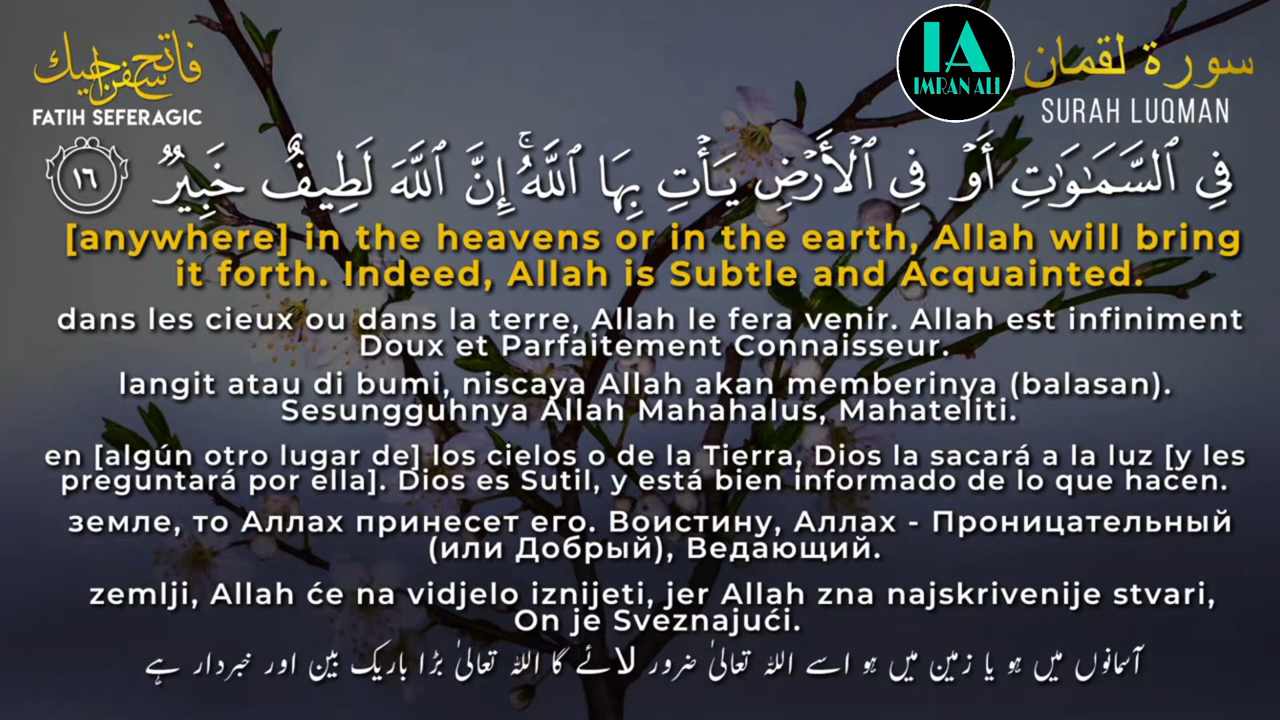 فاتح سفراجيك
FATIH SEFERAGIC
IA
IMRAN ALI
سورة لقمان
SURAH LUQMAN
فِي ٱلسَّمَـٰوَٰتِ أَوۡ فِي ٱلۡأَرۡضِ يَأۡتِ بِهَا ٱللَّهُۚ إِنَّ ٱللَّهَ لَطِيفٌ خَبِيرٞ ١٦
[anywhere] in the heavens or in the earth, Allah will bring
it forth. Indeed, Allah is Subtle and Acquainted.
dans les cieux ou dans la terre, Allah le fera venir. Allah est infiniment
Doux et Parfaitement Connaisseur.
langit atau di bumi, niscaya Allah akan memberinya (balasan).
Sesungguhnya Allah Mahahalus, Mahateliti.
en [algún otro lugar de] los cielos o de la Tierra, Dios la sacará a la luz [y les
preguntará por ella]. Dios es Sutil, y está bien informado de lo que hacen.
земле, то Аллах принесет его. Воистину, Аллах - Проницательный
(или Добрый), Ведающий.
zemlji, Allah će na vidjelo iznijeti, jer Allah zna najskrivenije stvari,
On je Sveznajući.
آسمانوں میں ہو یا زمین میں ہو اسے اللہ تعالیٰ ضرور لائے گا اللہ تعالیٰ بڑا باریک بین اور خبردار ہے